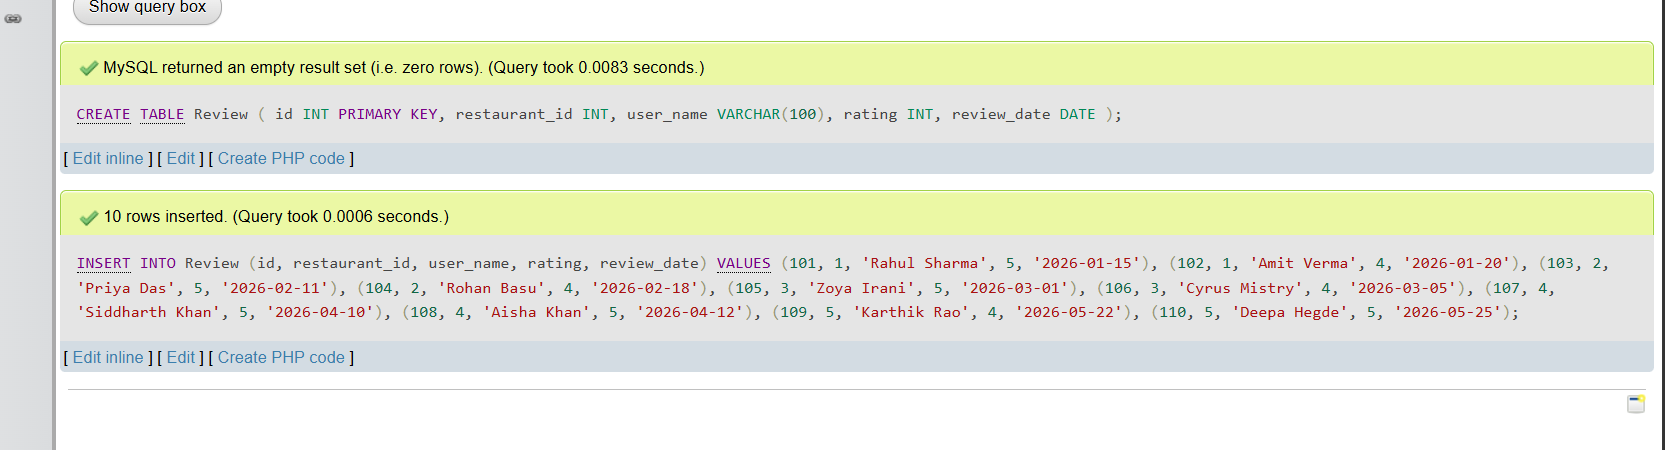 Show query box
MySQL returned an empty result set (i.e. zero rows). (Query took 0.0083 seconds.)
CREATE TABLE Review ( id INT PRIMARY KEY, restaurant_id INT, user_name VARCHAR(100), rating INT, review_date DATE );
[ Edit inline ] [ Edit ] [ Create PHP code ]
10 rows inserted. (Query took 0.0006 seconds.)
INSERT INTO Review (id, restaurant_id, user_name, rating, review_date) VALUES (101, 1, 'Rahul Sharma', 5, '2026-01-15'), (102, 1, 'Amit Verma', 4, '2026-01-20'), (103, 2,
'Priya Das', 5, '2026-02-11'), (104, 2, 'Rohan Basu', 4, '2026-02-18'), (105, 3, 'Zoya Irani', 5, '2026-03-01'), (106, 3, 'Cyrus Mistry', 4, '2026-03-05'), (107, 4,
'Siddharth Khan', 5, '2026-04-10'), (108, 4, 'Aisha Khan', 5, '2026-04-12'), (109, 5, 'Karthik Rao', 4, '2026-05-22'), (110, 5, 'Deepa Hegde', 5, '2026-05-25');
[ Edit inline ] [ Edit ] [ Create PHP code ]